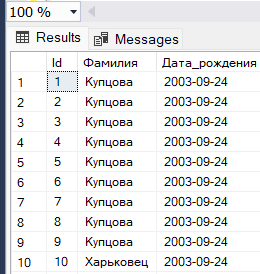 100 %
Results Messages
Id Фамилия Дата_рождения
1 1 Купцова 2003-09-24
2 2 Купцова 2003-09-24
3 3 Купцова 2003-09-24
4 4 Купцова 2003-09-24
5 5 Купцова 2003-09-24
6 6 Купцова 2003-09-24
7 7 Купцова 2003-09-24
8 8 Купцова 2003-09-24
9 9 Купцова 2003-09-24
10 10 Харьковец 2003-09-24